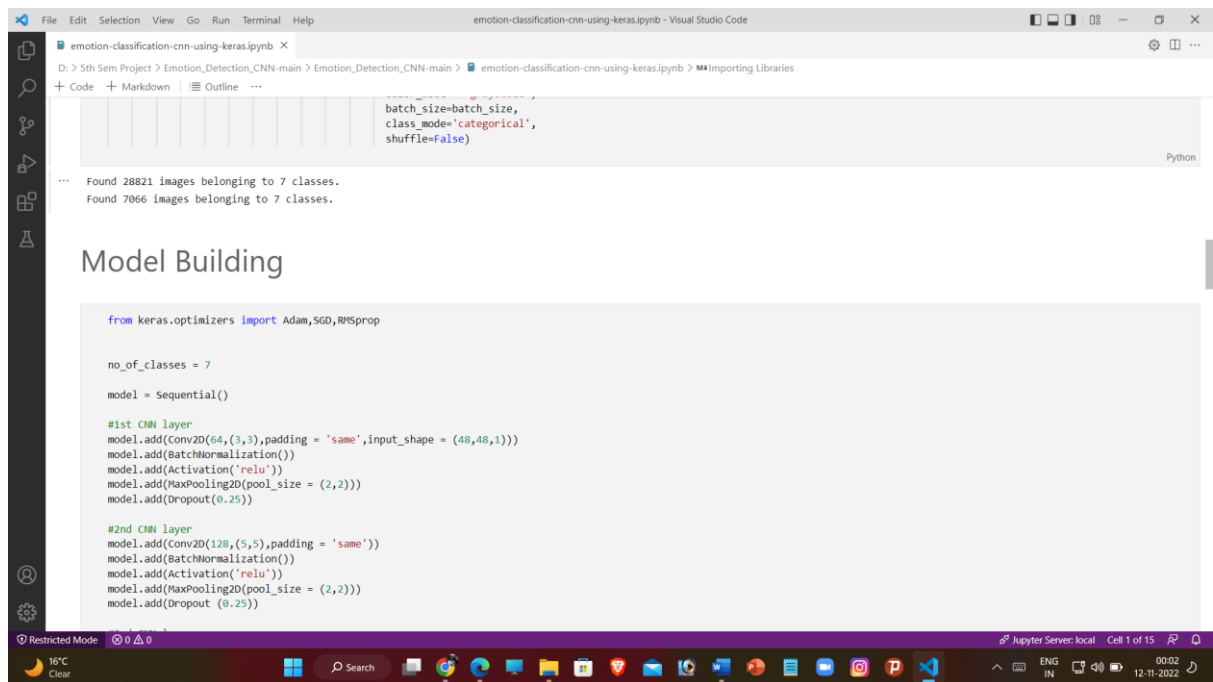 File Edit Selection View Go Run Terminal Help emotion-classification-cnn-using-keras.ipynb - Visual Studio Code
emotion-classification-cnn-using-keras.ipynb
D: > 5th Sem Project > Emotion_Detection_CNN-main > Emotion_Detection_CNN-main > emotion-classification-cnn-using-keras.ipynb > M↓Importing Libraries
+ Code + Markdown Outline ...
batch_size=batch_size,
class_mode='categorical',
shuffle=False)
Python
... Found 28821 images belonging to 7 classes.
Found 7066 images belonging to 7 classes.
Model Building
from keras.optimizers import Adam,SGD,RMSprop
no_of_classes = 7
model = Sequential()
#1st CNN layer
model.add(Conv2D(64,(3,3),padding = 'same',input_shape = (48,48,1)))
model.add(BatchNormalization())
model.add(Activation('relu'))
model.add(MaxPooling2D(pool_size = (2,2)))
model.add(Dropout(0.25))
#2nd CNN layer
model.add(Conv2D(128,(5,5),padding = 'same'))
model.add(BatchNormalization())
model.add(Activation('relu'))
model.add(MaxPooling2D(pool_size = (2,2)))
model.add(Dropout (0.25))
Restricted Mode 0 0 Jupyter Server: local Cell 1 of 15
16°C
Clear
Search
ENG
IN
00:02
12-11-2022